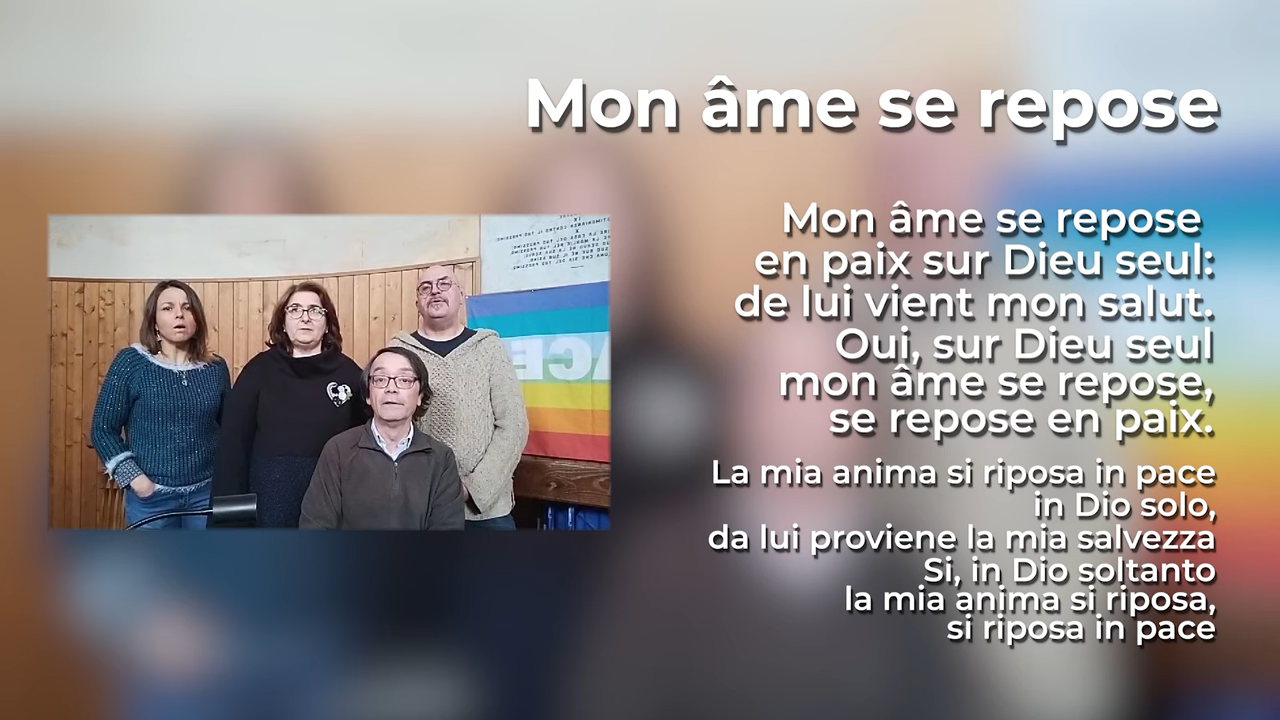 Mon âme se repose
Mon âme se repose
en paix sur Dieu seul:
de lui vient mon salut.
Oui, sur Dieu seul
mon âme se repose,
se repose en paix.
La mia anima si riposa in pace
in Dio solo,
da lui proviene la mia salvezza
Si, in Dio soltanto
la mia anima si riposa,
si riposa in pace